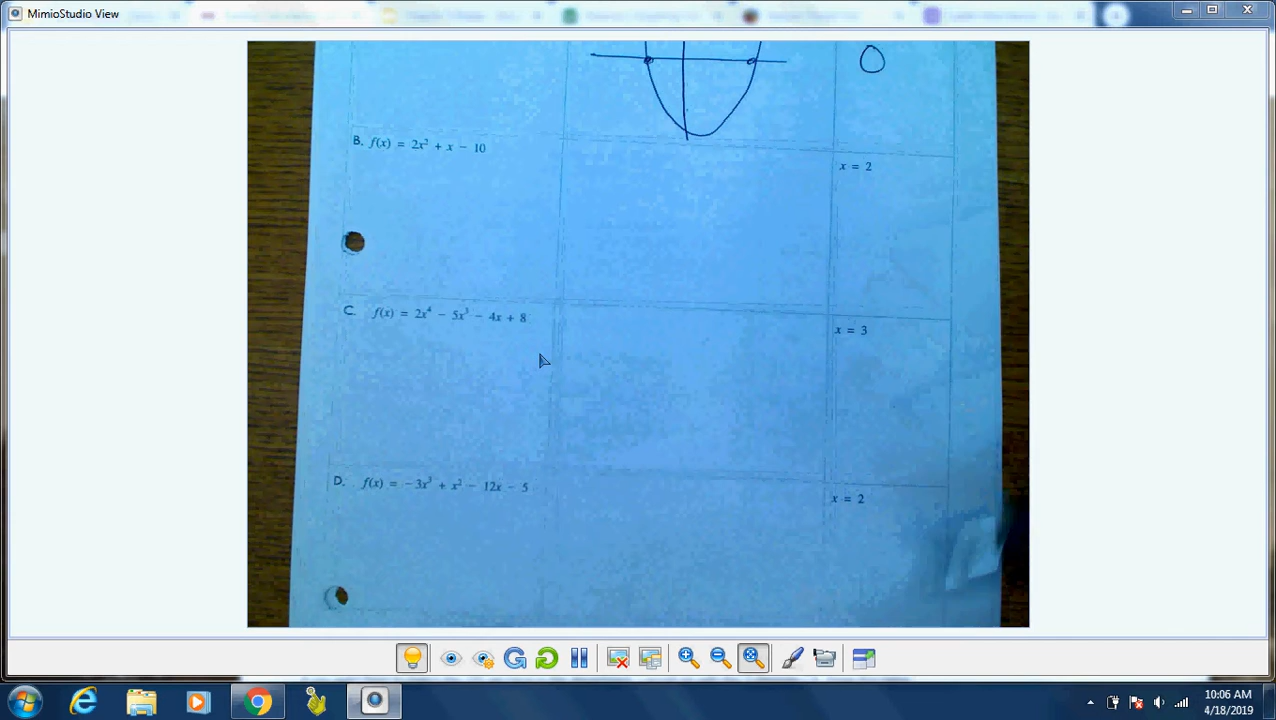 MimioStudio View
O
B. f(x) = 2x² + x − 10
x = 2
C. f(x) = 2x⁴ − 5x³ − 4x + 8
x = 3
D. f(x) = −3x³ + x² − 12x − 5
x = 2
10:06 AM
4/18/2019